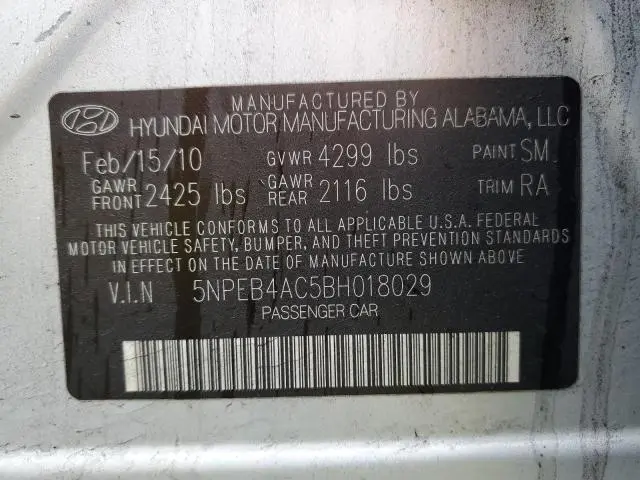 MANUFACTURED BY
HYUNDAI MOTOR MANUFACTURING ALABAMA, LLC
Feb/15/10 GVWR 4299 lbs PAINT SM
GAWR FRONT 2425 lbs GAWR REAR 2116 lbs TRIM RA
THIS VEHICLE CONFORMS TO ALL APPLICABLE U.S.A. FEDERAL
MOTOR VEHICLE SAFETY, BUMPER, AND THEFT PREVENTION STANDARDS
IN EFFECT ON THE DATE OF MANUFACTURE SHOWN ABOVE
V.I.N 5NPEB4AC5BH018029
PASSENGER CAR